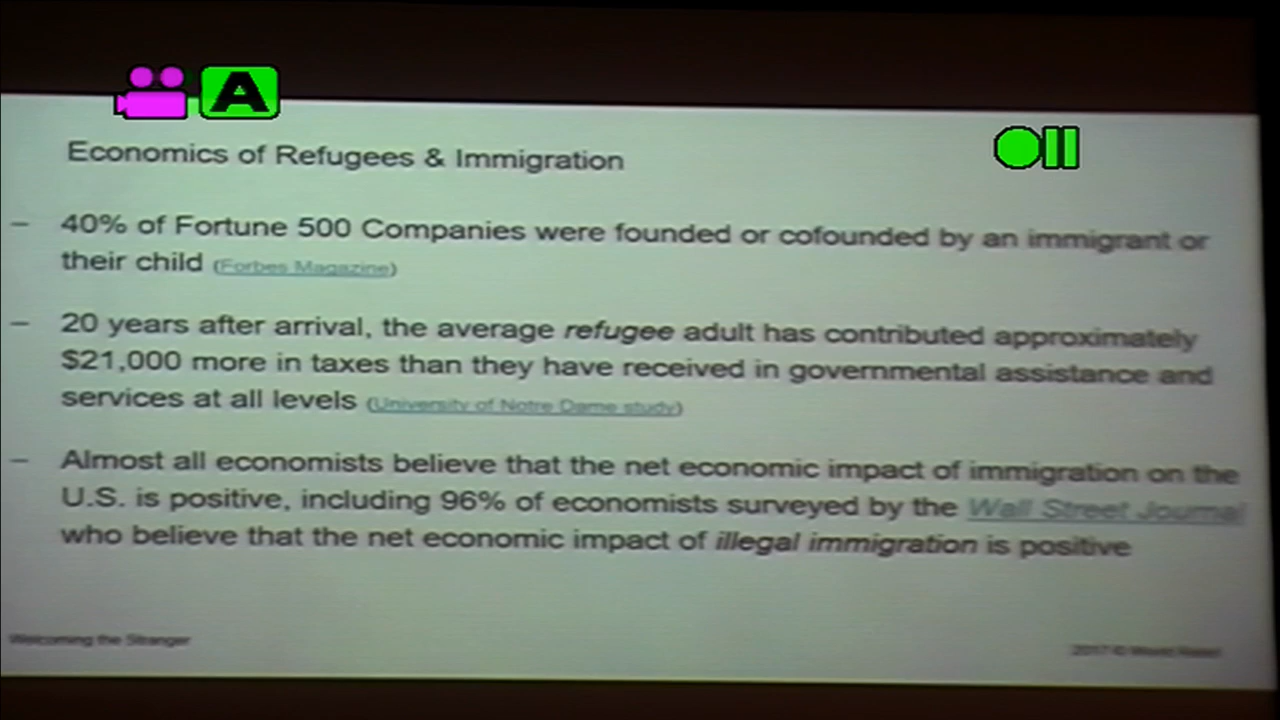 A
Economics of Refugees & Immigration
– 40% of Fortune 500 Companies were founded or cofounded by an immigrant or
their child (Forbes Magazine)
– 20 years after arrival, the average refugee adult has contributed approximately
$21,000 more in taxes than they have received in governmental assistance and
services at all levels (University of Notre Dame study)
– Almost all economists believe that the net economic impact of immigration on the
U.S. is positive, including 96% of economists surveyed by the Wall Street Journal
who believe that the net economic impact of illegal immigration is positive
Welcoming the Stranger
2017 © World Relief